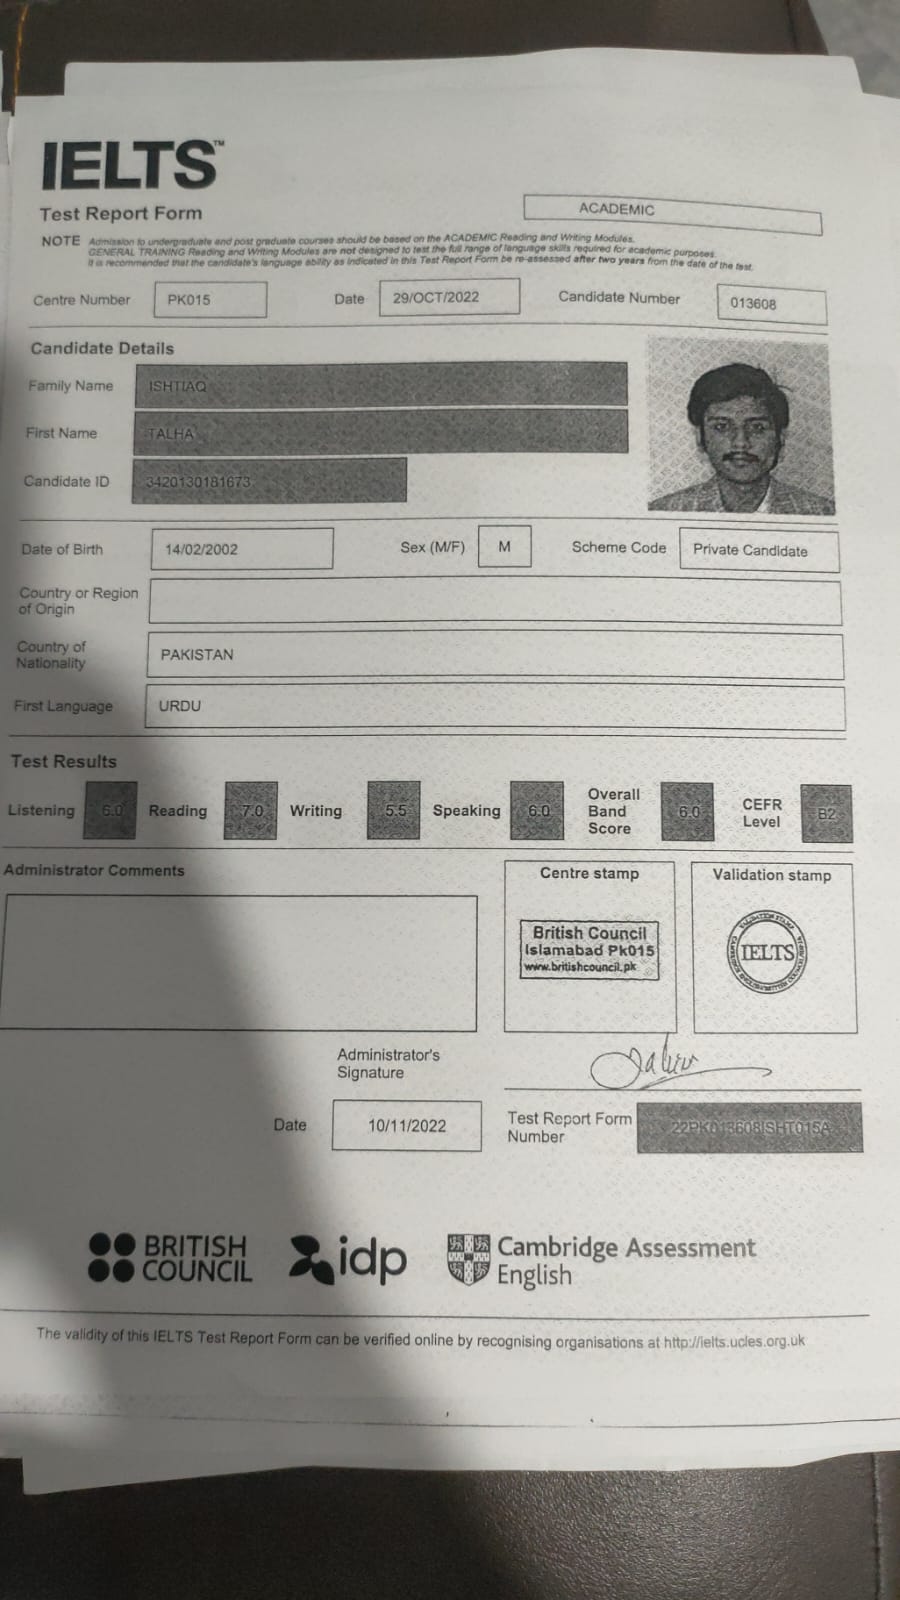 IELTS™
Test Report Form
ACADEMIC
NOTE Admission to undergraduate and post graduate courses should be based on the ACADEMIC Reading and Writing Modules.
GENERAL TRAINING Reading and Writing Modules are not designed to test the full range of language skills required for academic purposes.
It is recommended that the candidate's language ability as indicated in this Test Report Form be re-assessed after two years from the date of the test.
Centre Number PK015 Date 29/OCT/2022 Candidate Number 013608
Candidate Details
Family Name ISHTIAQ
First Name TALHA
Candidate ID 3420130181673
Date of Birth 14/02/2002 Sex (M/F) M Scheme Code Private Candidate
Country or Region
of Origin
Country of
Nationality PAKISTAN
First Language URDU
Test Results
Listening 6.0 Reading 7.0 Writing 5.5 Speaking 6.0 Overall Band Score 6.0 CEFR Level B2
Administrator Comments
Centre stamp
British Council
Islamabad Pk015
www.britishcouncil.pk
Validation stamp
IELTS
Administrator's
Signature
Date 10/11/2022
Test Report Form
Number 22PK013608ISHT015A
BRITISH
COUNCIL
idp
Cambridge Assessment
English
The validity of this IELTS Test Report Form can be verified online by recognising organisations at http://ielts.ucles.org.uk